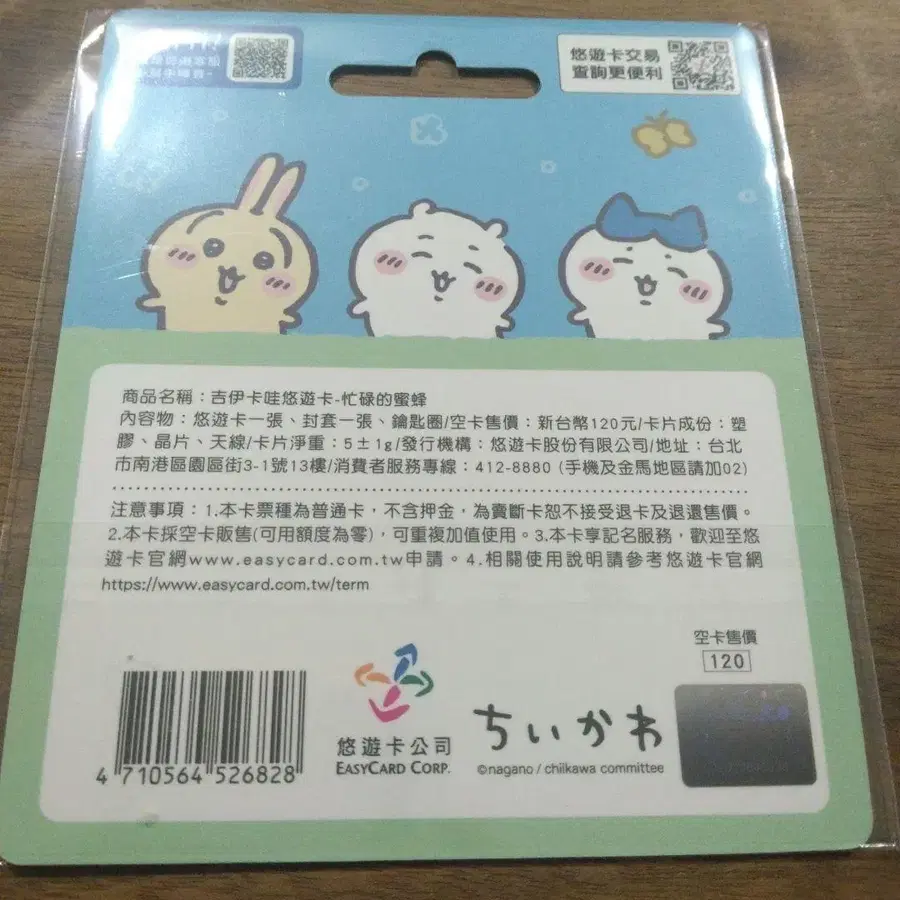 悠遊卡交易
查詢更便利
商品名稱：吉伊卡哇悠遊卡-忙碌的蜜蜂
內容物：悠遊卡一張、封套一張、鑰匙圈/空卡售價：新台幣120元/卡片成份：塑
膠、晶片、天線/卡片淨重：5±1g/發行機構：悠遊卡股份有限公司/地址：台北
市南港區園區街3-1號13樓/消費者服務專線：412-8880 (手機及金馬地區請加02)
注意事項：1.本卡票種為普通卡，不含押金，為賣斷卡恕不接受退卡及退還售價。
2.本卡採空卡販售(可用額度為零)，可重複加值使用。3.本卡享記名服務，歡迎至悠
遊卡官網www.easycard.com.tw申請。4.相關使用說明請參考悠遊卡官網
https://www.easycard.com.tw/term
空卡售價
120
4 710564 526828
悠遊卡公司
EASYCARD CORP.
ちいかわ
©nagano / chiikawa committee